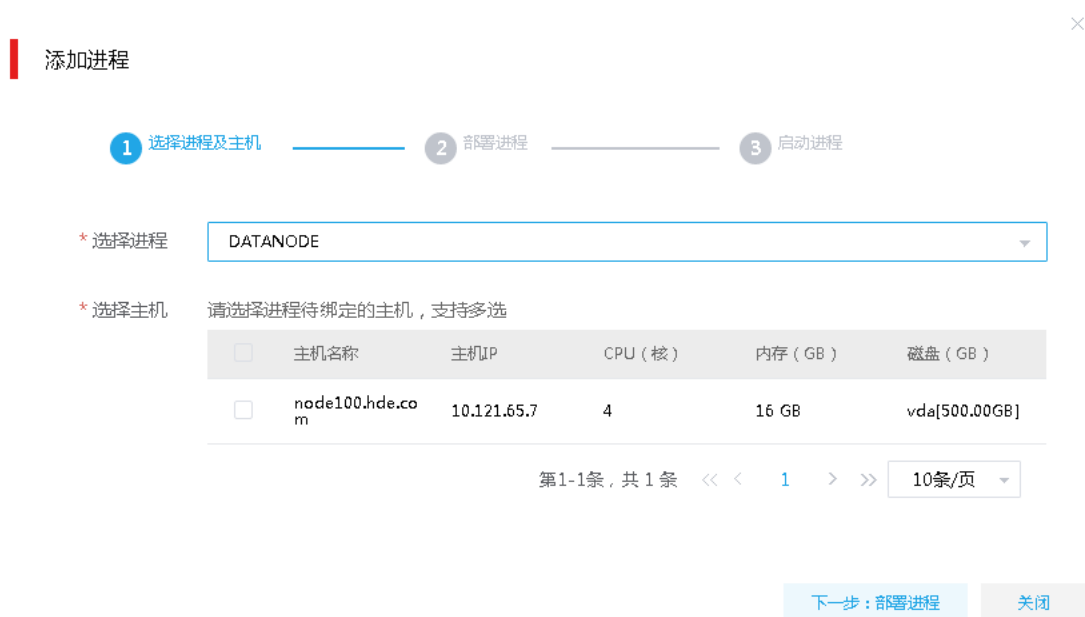 添加进程
1 选择进程及主机 2 部署进程 3 启动进程
* 选择进程 DATANODE
* 选择主机 请选择进程待绑定的主机，支持多选
主机名称 主机IP CPU（核） 内存（GB） 磁盘（GB）
node100.hde.co
m 10.121.65.7 4 16 GB vda[500.00GB]
第1-1条，共 1 条 1 10条/页
下一步：部署进程 关闭